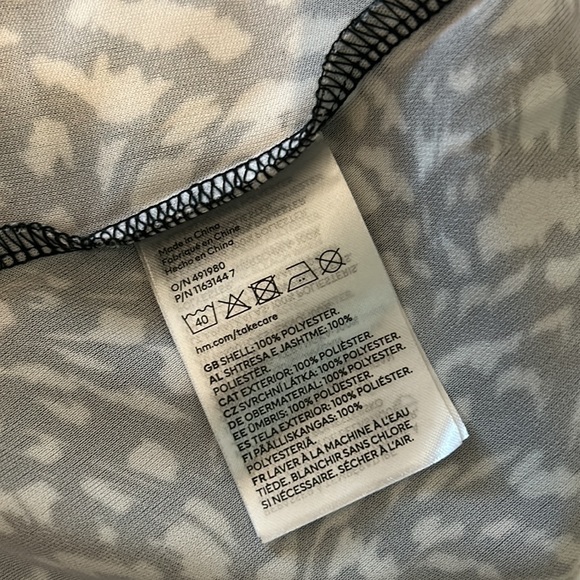 Made in China
Fabriqué en Chine
Hecho en China
O/N 491980
P/N 1163144 7
40
hm.com/takecare
GB SHELL: 100% POLYESTER.
AL SHTRESA E JASHTME: 100%
POLIESTËR.
CAT EXTERIOR: 100% POLIÈSTER.
CZ SVRCHNÍ LÁTKA: 100% POLYESTER.
DE OBERMATERIAL: 100% POLYESTER.
EE ÜMBRIS: 100% POLÜESTER.
ES TELA EXTERIOR: 100% POLIÉSTER.
FI PÄÄLLISKANGAS: 100%
POLYESTERIÄ.
FR LAVER À LA MACHINE À L'EAU
TIÈDE, BLANCHIR SANS CHLORE
SI NÉCESSAIRE, SÉCHER À L'AIR.